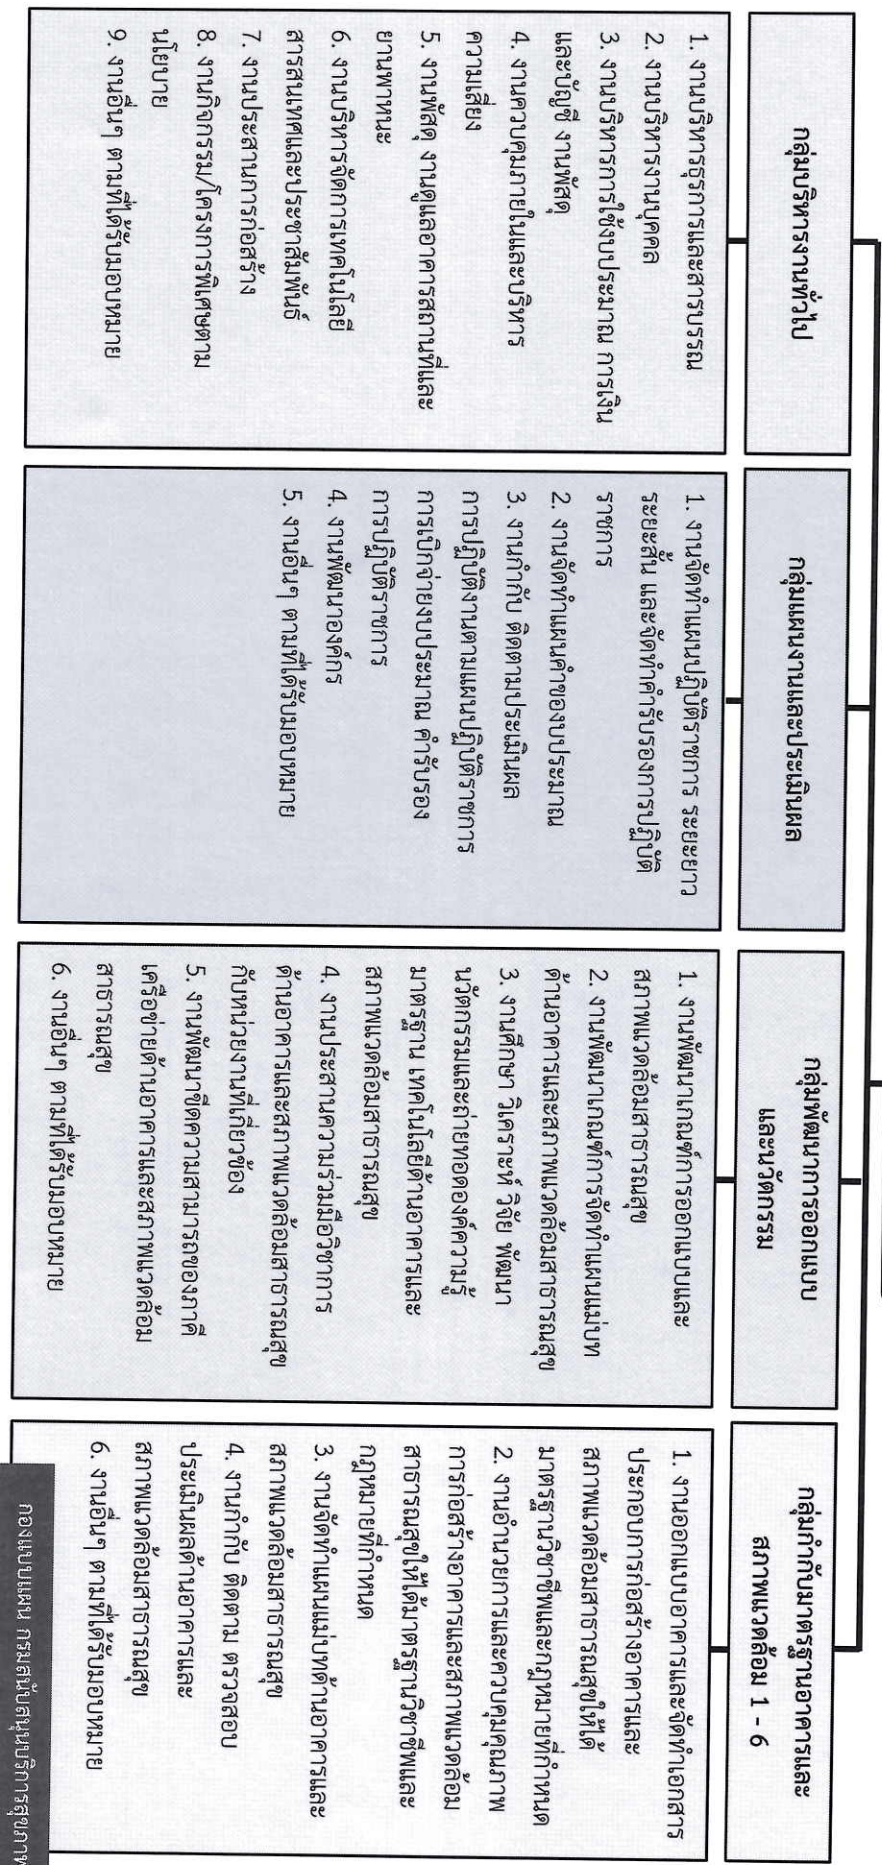 กลุ่มบริหารงานทั่วไป
1. งานบริหารธุรการและสารบรรณ
2. งานบริหารงานบุคคล
3. งานบริหารการใช้งบประมาณ การเงิน
และบัญชี งานพัสดุ
4. งานควบคุมภายในและบริหาร
ความเสี่ยง
5. งานพัสดุ งานดูแลอาคารสถานที่และ
ยานพาหนะ
6. งานบริหารจัดการเทคโนโลยี
สารสนเทศและประชาสัมพันธ์
7. งานประสานการก่อสร้าง
8. งานกิจกรรม/โครงการพิเศษตาม
นโยบาย
9. งานอื่นๆ ตามที่ได้รับมอบหมาย
กลุ่มแผนงานและประเมินผล
1. งานจัดทำแผนปฏิบัติราชการ ระยะยาว
ระยะสั้น และจัดทำคำรับรองการปฏิบัติ
ราชการ
2. งานจัดทำแผนคำของบประมาณ
3. งานกำกับ ติดตามประเมินผล
การปฏิบัติงานตามแผนปฏิบัติราชการ
การเบิกจ่ายงบประมาณ คำรับรอง
การปฏิบัติราชการ
4. งานพัฒนาองค์กร
5. งานอื่นๆ ตามที่ได้รับมอบหมาย
กลุ่มพัฒนาการออกแบบ
และนวัตกรรม
1. งานพัฒนาเกณฑ์การออกแบบและ
สภาพแวดล้อมสาธารณสุข
2. งานพัฒนาเกณฑ์การจัดทำแผนแม่บท
ด้านอาคารและสภาพแวดล้อมสาธารณสุข
3. งานศึกษา วิเคราะห์ วิจัย พัฒนา
นวัตกรรมและถ่ายทอดองค์ความรู้
มาตรฐาน เทคโนโลยีด้านอาคารและ
สภาพแวดล้อมสาธารณสุข
4. งานประสานความร่วมมือวิชาการ
ด้านอาคารและสภาพแวดล้อมสาธารณสุข
กับหน่วยงานที่เกี่ยวข้อง
5. งานพัฒนาขีดความสามารถของภาคี
เครือข่ายด้านอาคารและสภาพแวดล้อม
สาธารณสุข
6. งานอื่นๆ ตามที่ได้รับมอบหมาย
กลุ่มกำกับมาตรฐานอาคารและ
สภาพแวดล้อม 1 - 6
1. งานออกแบบอาคารและจัดทำเอกสาร
ประกอบการก่อสร้างอาคารและ
สภาพแวดล้อมสาธารณสุขให้ได้
มาตรฐานวิชาชีพและกฎหมายที่กำหนด
2. งานอำนวยการและควบคุมคุณภาพ
การก่อสร้างอาคารและสภาพแวดล้อม
สาธารณสุขให้ได้มาตรฐานวิชาชีพและ
กฎหมายที่กำหนด
3. งานจัดทำแผนแม่บทด้านอาคารและ
สภาพแวดล้อมสาธารณสุข
4. งานกำกับ ติดตาม ตรวจสอบ
ประเมินผลด้านอาคารและ
สภาพแวดล้อมสาธารณสุข
6. งานอื่นๆ ตามที่ได้รับมอบหมาย
กองแบบแผน กรมสนับสนุนบริการสุขภาพ